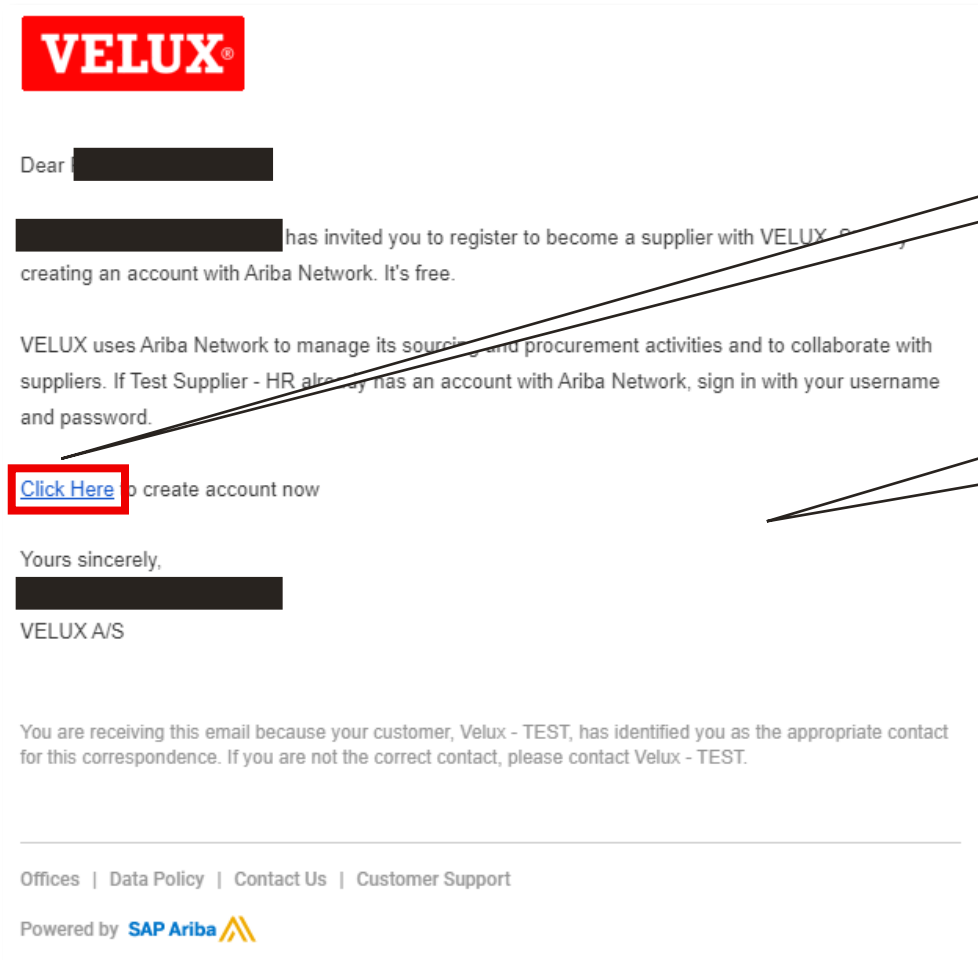 VELUX®
Dear
has invited you to register to become a supplier with VELUX.
creating an account with Ariba Network. It's free.
VELUX uses Ariba Network to manage its sourcing and procurement activities and to collaborate with
suppliers. If Test Supplier - HR already has an account with Ariba Network, sign in with your username
and password.
Click Here to create account now
Yours sincerely,
VELUX A/S
You are receiving this email because your customer, Velux - TEST, has identified you as the appropriate contact
for this correspondence. If you are not the correct contact, please contact Velux - TEST.
Offices | Data Policy | Contact Us | Customer Support
Powered by SAP Ariba